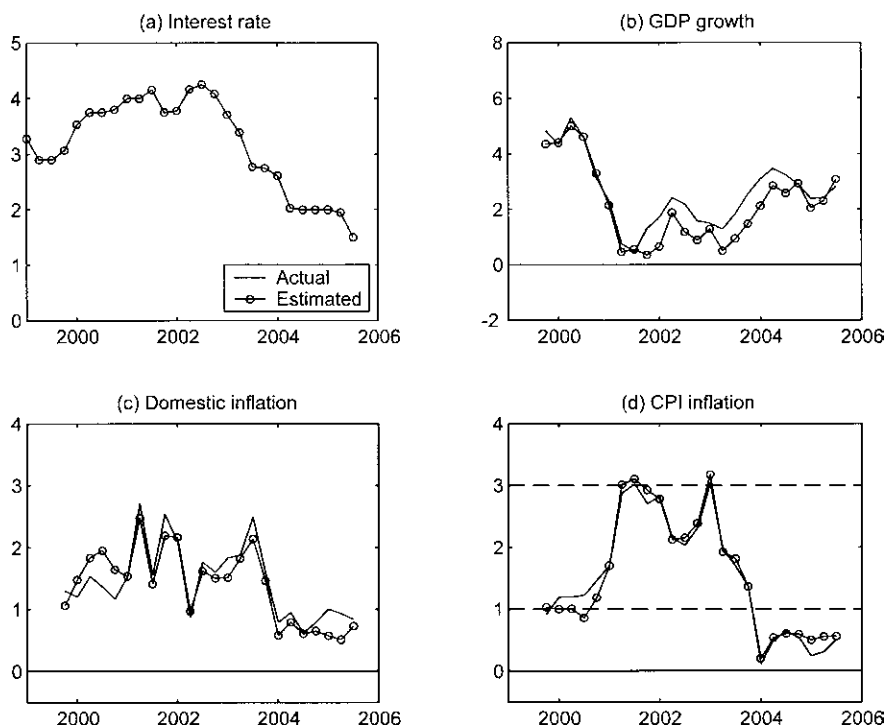 (a) Interest rate
5
4
3
2
1
0
Actual
Estimated
2000 2002 2004 2006
(b) GDP growth
8
6
4
2
0
-2
2000 2002 2004 2006
(c) Domestic inflation
4
3
2
1
0
2000 2002 2004 2006
(d) CPI inflation
4
3
2
1
0
2000 2002 2004 2006